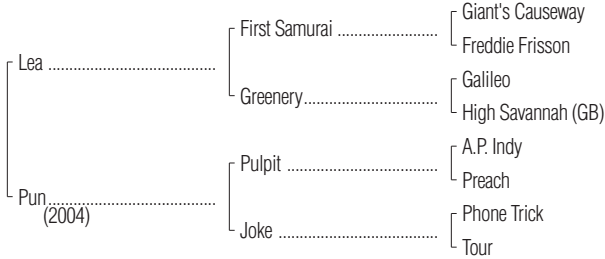 Giant's Causeway
First Samurai ........................
Freddie Frisson
Lea ........................................
Galileo
Greenery................................
High Savannah (GB)
A.P. Indy
Pulpit ....................................
Preach
Pun........................................
(2004)
Phone Trick
Joke ......................................
Tour